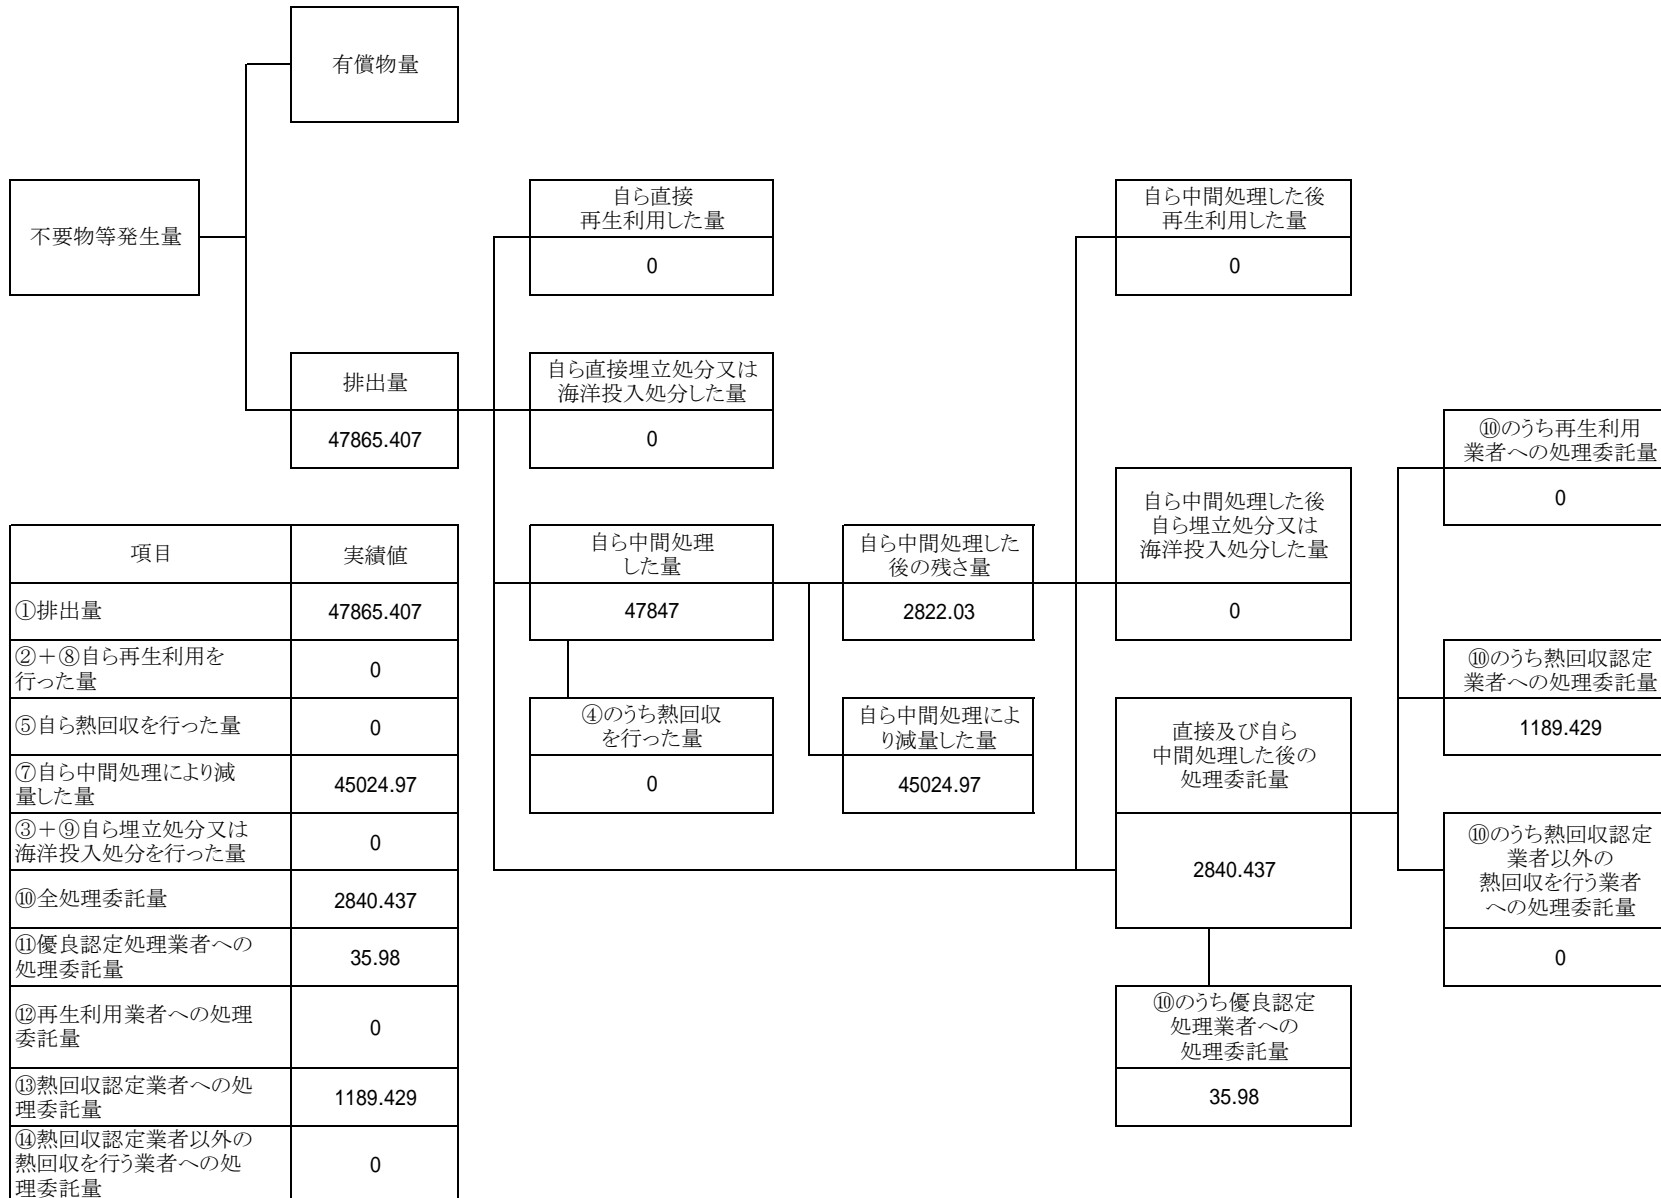 有償物量
不要物等発生量
自ら直接
再生利用した量
0
自ら中間処理した後
再生利用した量
0
排出量
47865.407
自ら直接埋立処分又は
海洋投入処分した量
0
⑩のうち再生利用
業者への処理委託量
0
自ら中間処理
した量
47847
自ら中間処理した
後の残さ量
2822.03
自ら中間処理した後
自ら埋立処分又は
海洋投入処分した量
0
④のうち熱回収
を行った量
0
自ら中間処理によ
り減量した量
45024.97
直接及び自ら
中間処理した後の
処理委託量
2840.437
⑩のうち熱回収認定
業者への処理委託量
1189.429
⑩のうち熱回収認定
業者以外の
熱回収を行う業者
への処理委託量
0
⑩のうち優良認定
処理業者への
処理委託量
35.98
項目 実績値
①排出量 47865.407
②+⑧自ら再生利用を
行った量 0
⑤自ら熱回収を行った量 0
⑦自ら中間処理により減
量した量 45024.97
③+⑨自ら埋立処分又は
海洋投入処分を行った量 0
⑩全処理委託量 2840.437
⑪優良認定処理業者への
処理委託量 35.98
⑫再生利用業者への処理
委託量 0
⑬熱回収認定業者への処
理委託量 1189.429
⑭熱回収認定業者以外の
熱回収を行う業者への処
理委託量 0